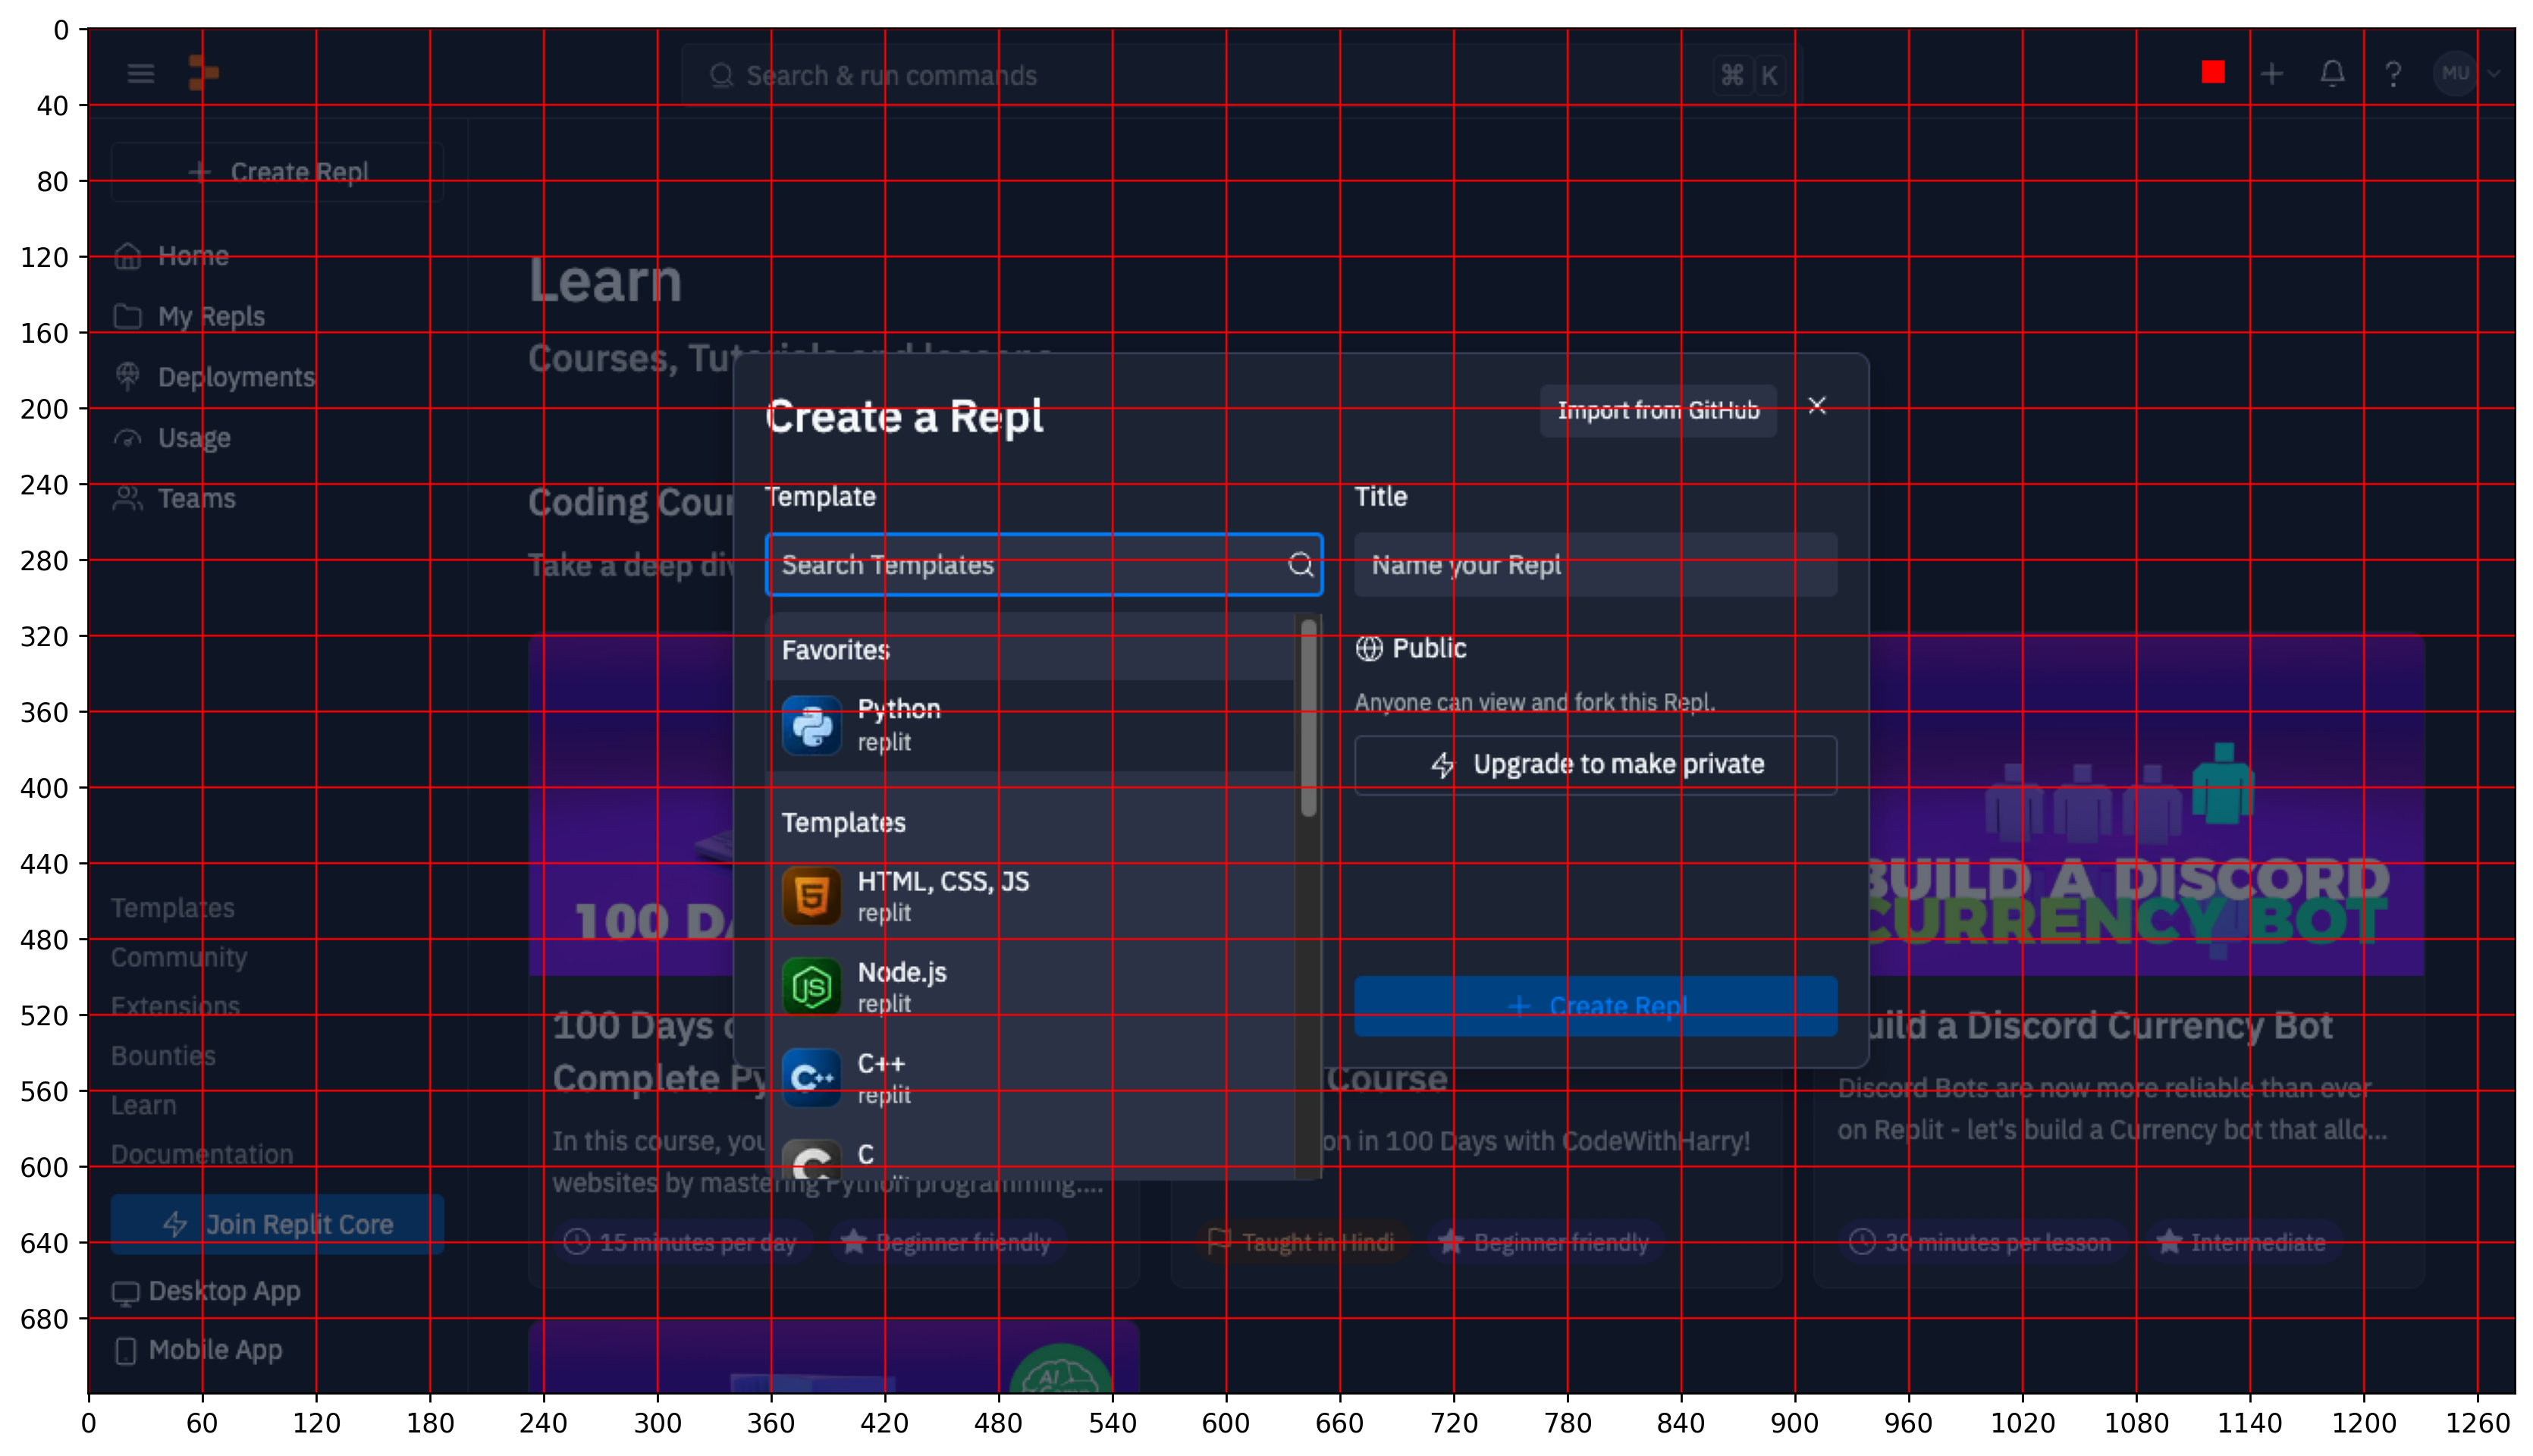 0
40
80
120
160
200
240
280
320
360
400
440
480
520
560
600
640
680
0 60 120 180 240 300 360 420 480 540 600 660 720 780 840 900 960 1020 1080 1140 1200 1260
Search & run commands
⌘ K
?
MU
+ Create Repl
Home
My Repls
Deployments
Usage
Teams
Templates
Community
Extensions
Bounties
Learn
Documentation
Join Replit Core
Desktop App
Mobile App
Learn
Courses, Tutorials and lessons
Coding Cour
Take a deep div
Create a Repl
Import from GitHub
Template
Search Templates
Favorites
Python
replit
Templates
HTML, CSS, JS
replit
JS
Node.js
replit
C++
C++
replit
C
C
Title
Name your Repl
Public
Anyone can view and fork this Repl.
Upgrade to make private
+ Create Repl
100 DA
100 Days o
Complete Py
In this course, you
websites by mastering Python programming....
15 minutes per day
Beginner friendly
Course
on in 100 Days with CodeWithHarry!
Taught in Hindi
Beginner friendly
BUILD A DISCORD
CURRENCY BOT
uild a Discord Currency Bot
Discord Bots are now more reliable than ever
on Replit - let's build a Currency bot that allo...
30 minutes per lesson
Intermediate
AI